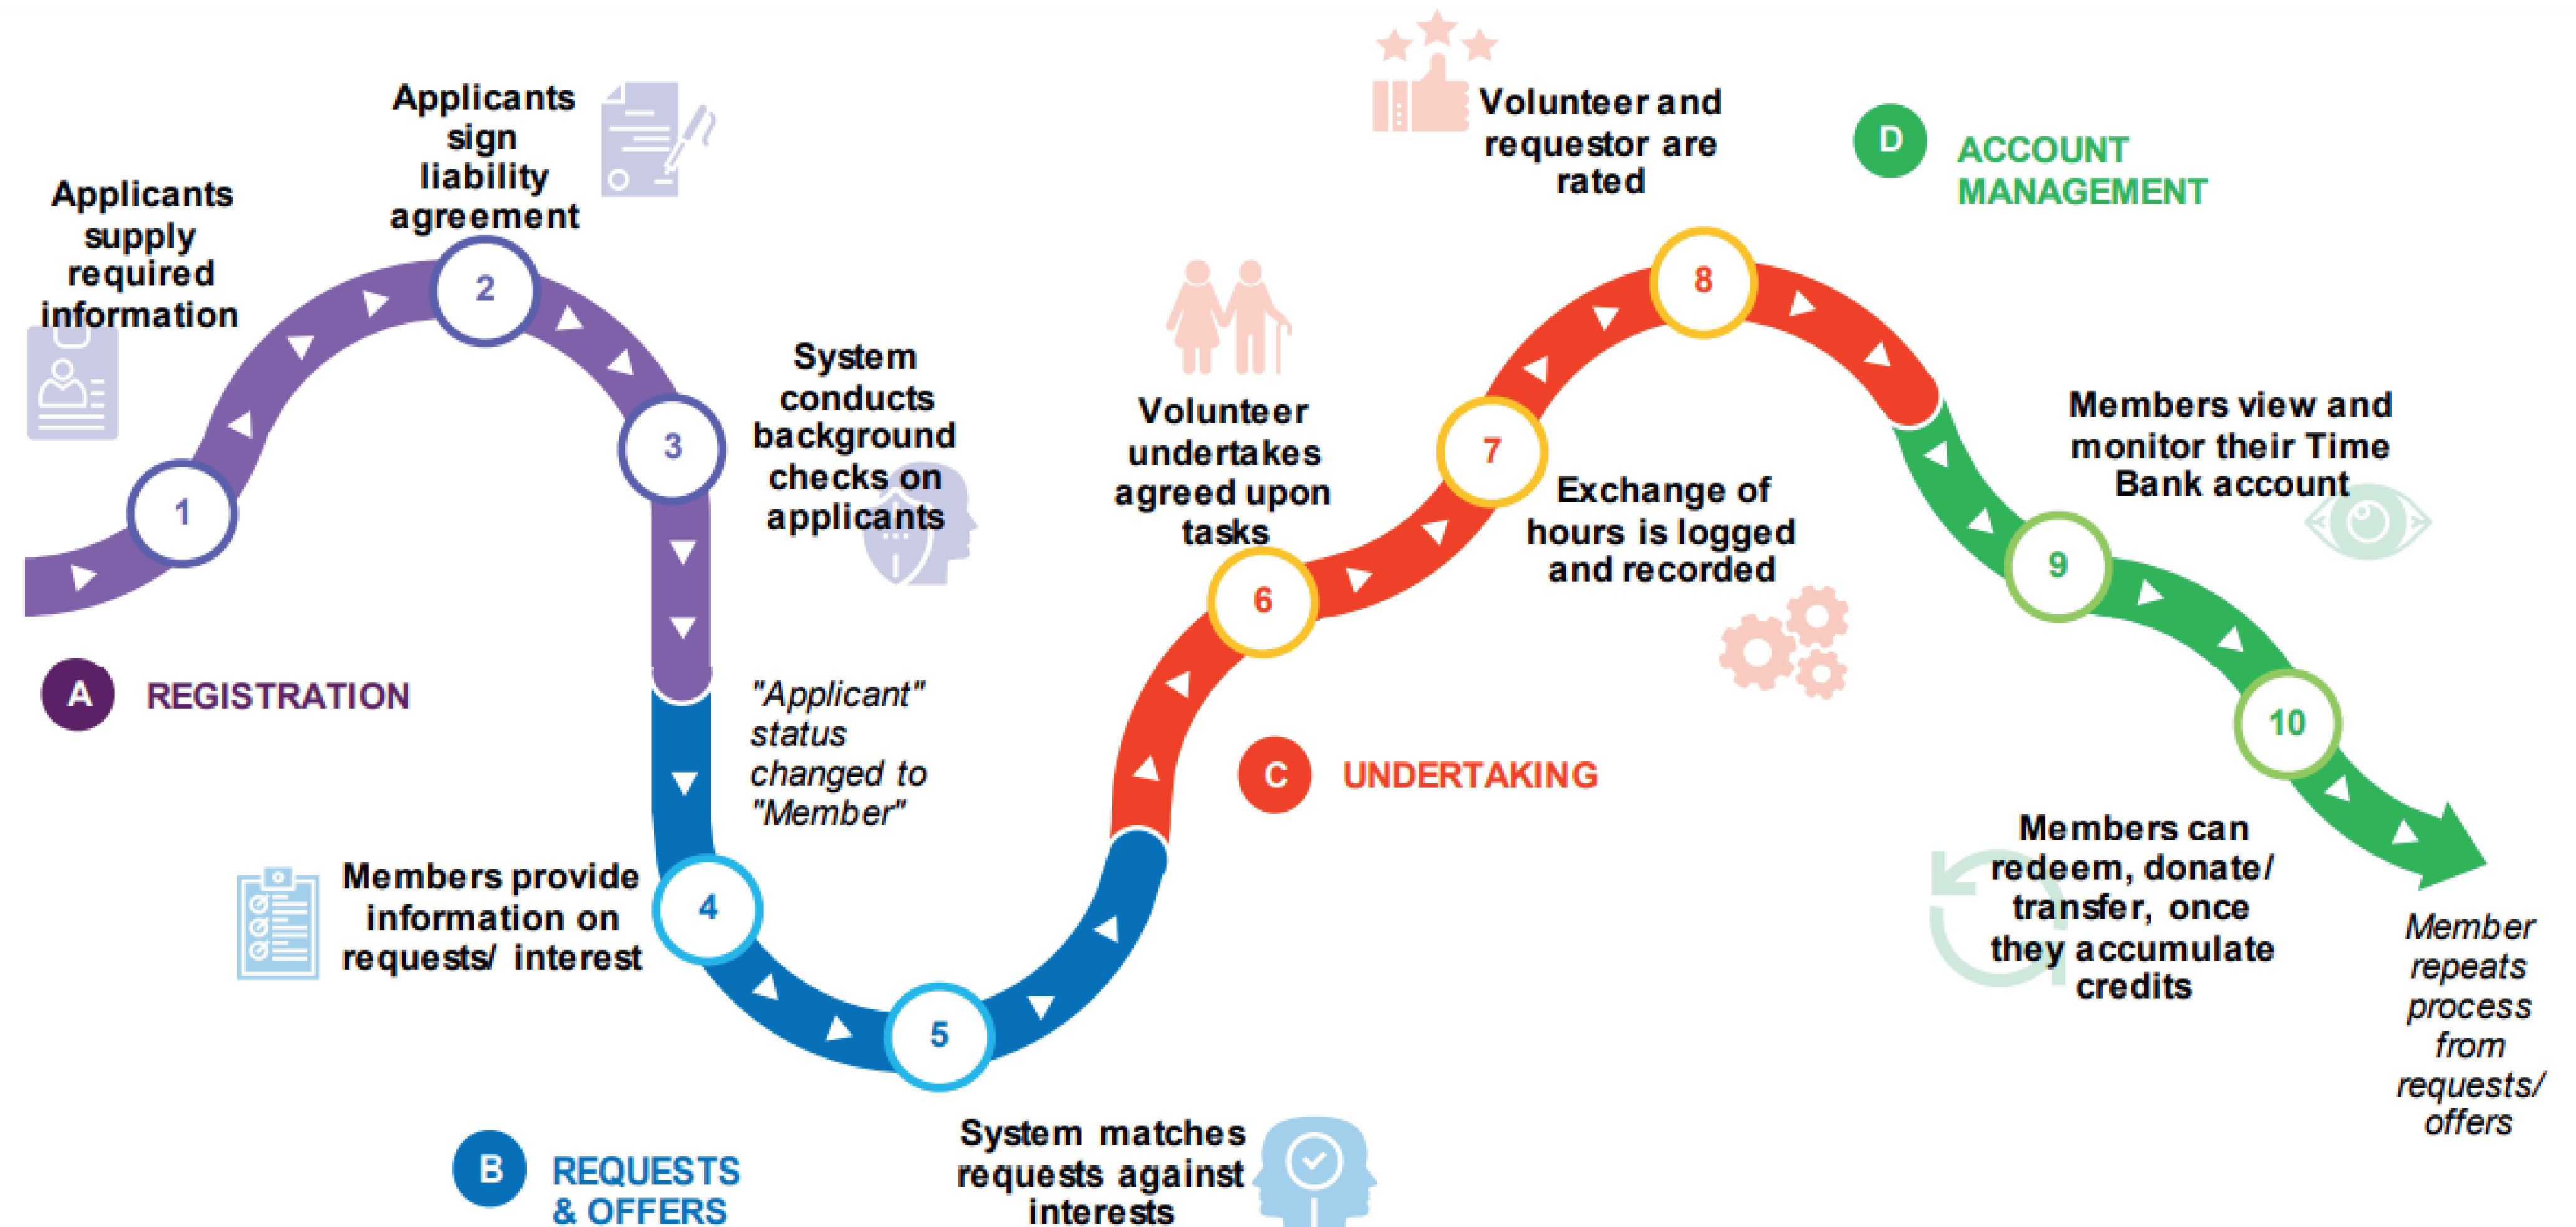 Applicants
supply
required
information
1
A
REGISTRATION
Applicants
sign
liability
agreement
2
System
conducts
background
checks on
applicants
3
"Applicant"
status
changed to
"Member"
Members provide
information on
requests/ interest
4
B
REQUESTS
& OFFERS
5
System matches
requests against
interests
Volunteer
undertakes
agreed upon
tasks
6
C
UNDERTAKING
7
Exchange of
hours is logged
and recorded
Volunteer and
requestor are
rated
8
D
ACCOUNT
MANAGEMENT
Members view and
monitor their Time
Bank account
9
10
Members can
redeem, donate/
transfer, once
they accumulate
credits
Member
repeats
process
from
requests/
offers